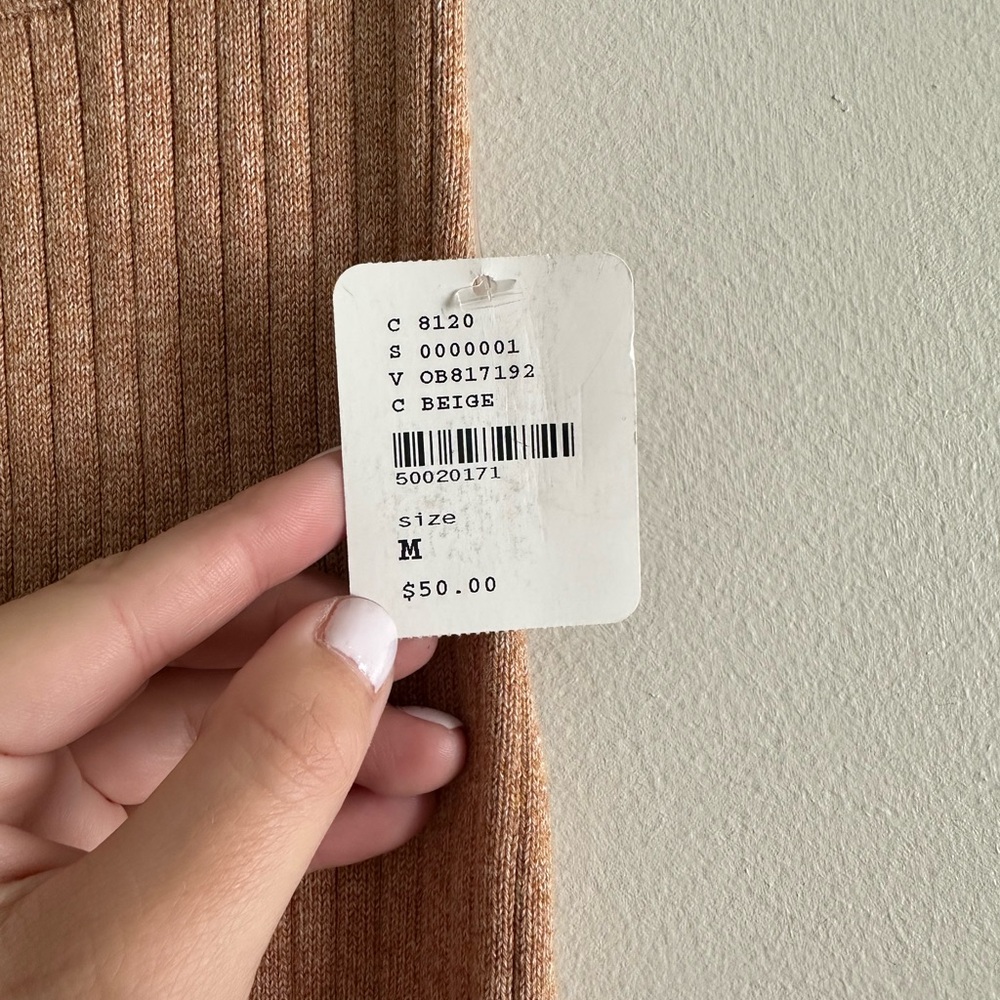 C 8120
S 0000001
V OB817192
C BEIGE
50020171
size
M
$50.00